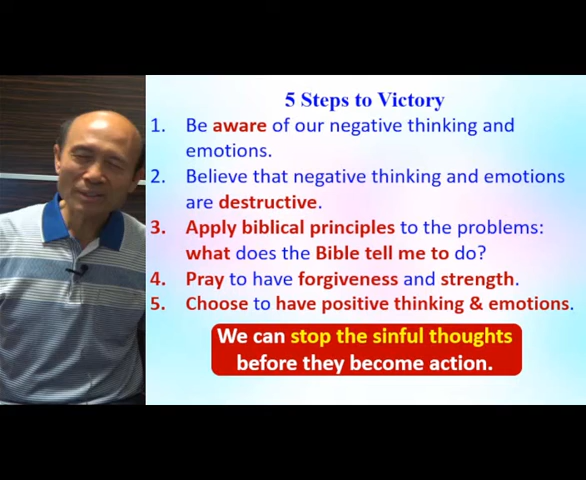 5 Steps to Victory
1. Be aware of our negative thinking and
emotions.
2. Believe that negative thinking and emotions
are destructive.
3. Apply biblical principles to the problems:
what does the Bible tell me to do?
4. Pray to have forgiveness and strength.
5. Choose to have positive thinking & emotions.
We can stop the sinful thoughts
before they become action.